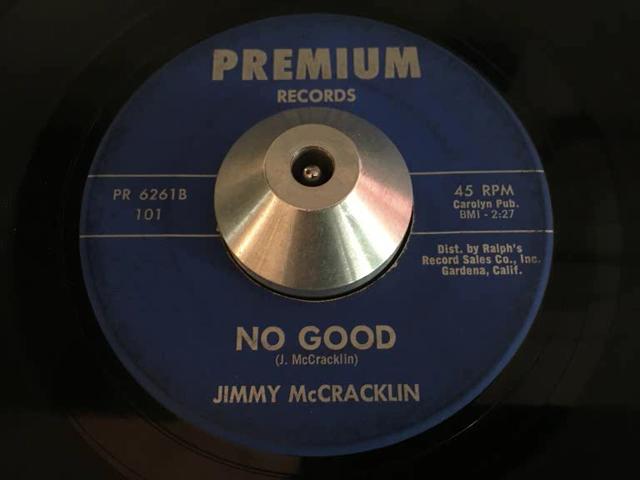 PREMIUM
RECORDS
PR 6261B
101
45 RPM
Carolyn Pub.
BMI - 2:27
Dist. by Ralph's
Record Sales Co., Inc.
Gardena, Calif.
NO GOOD
(J. McCracklin)
JIMMY McCRACKLIN